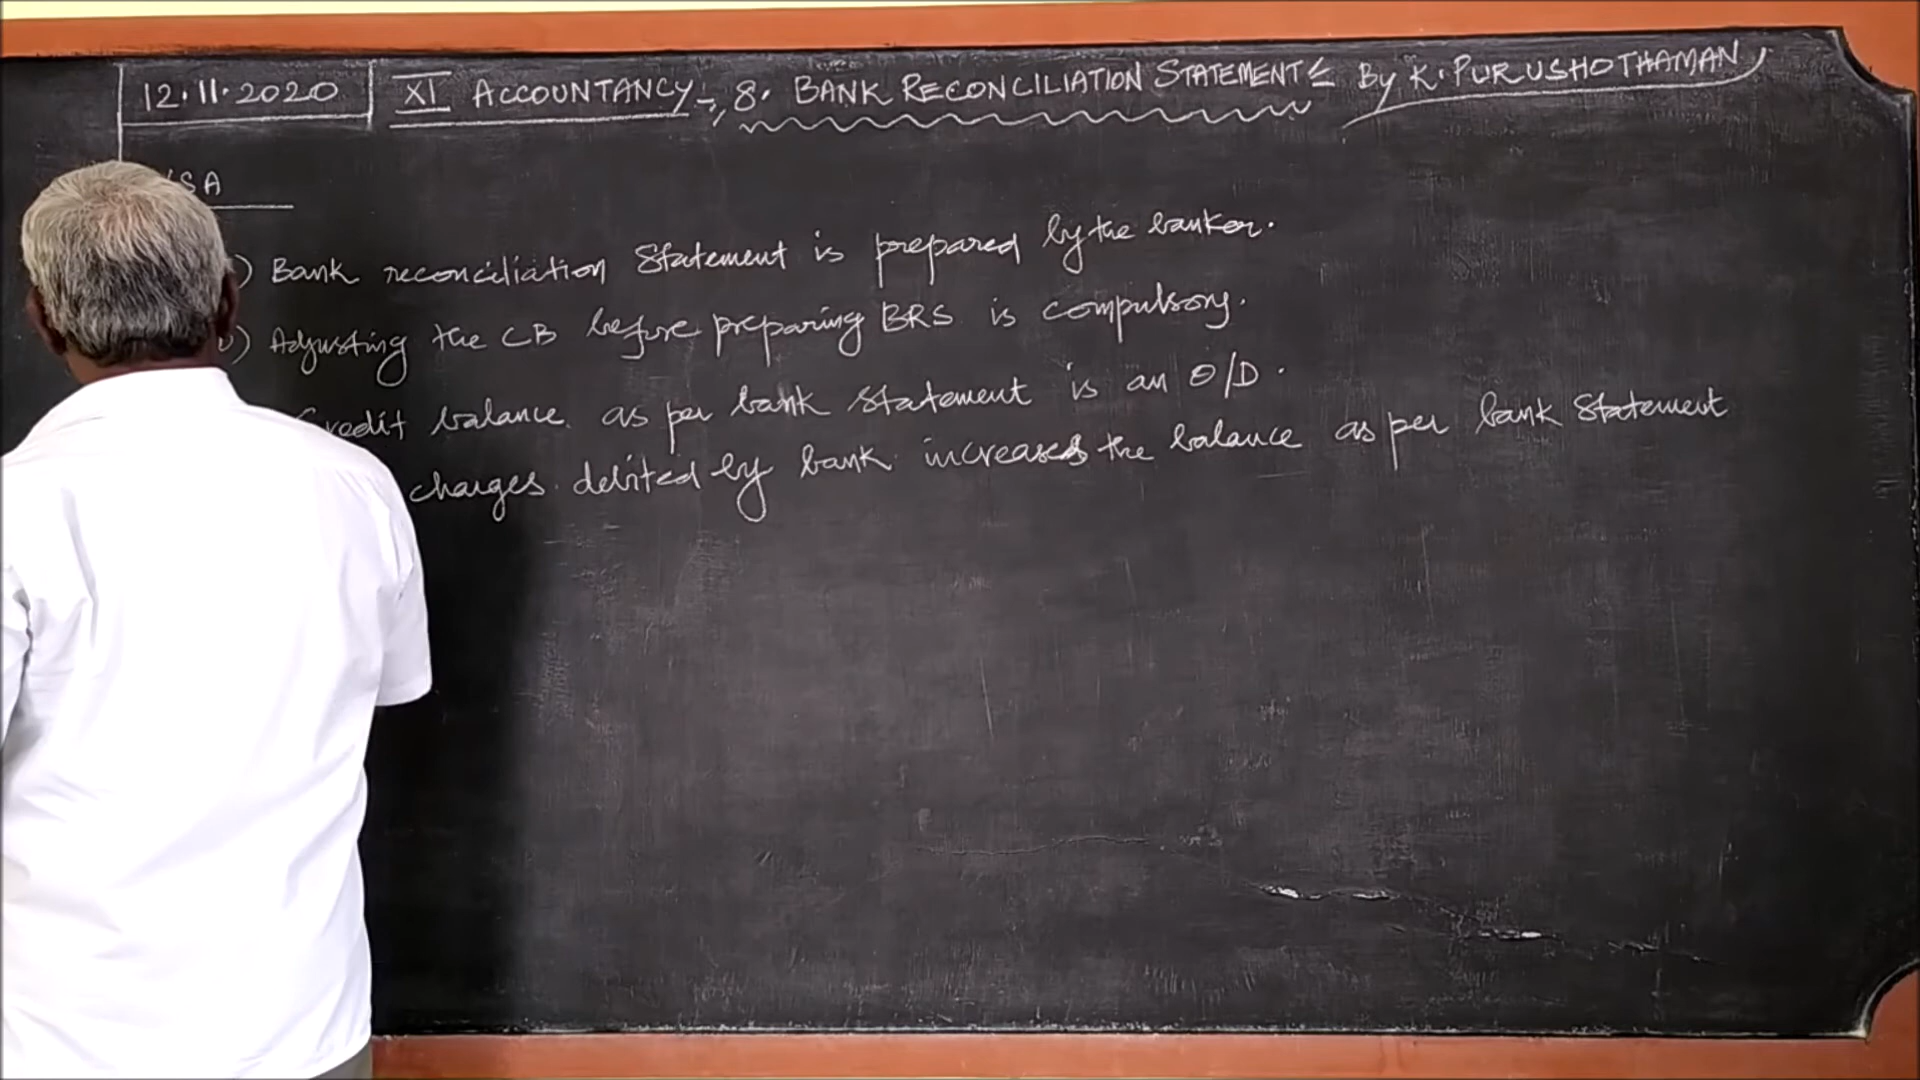 12.11.2020 XI ACCOUNTANCY:-, 8. BANK RECONCILIATION STATEMENT:- By K. PURUSHOTHAMAN
SA
) Bank reconciliation Statement is prepared by the banker.
) Adjusting the CB before preparing BRS is compulsory.
Credit balance as per bank statement is an O/D.
charges debited by bank increases the balance as per bank statement